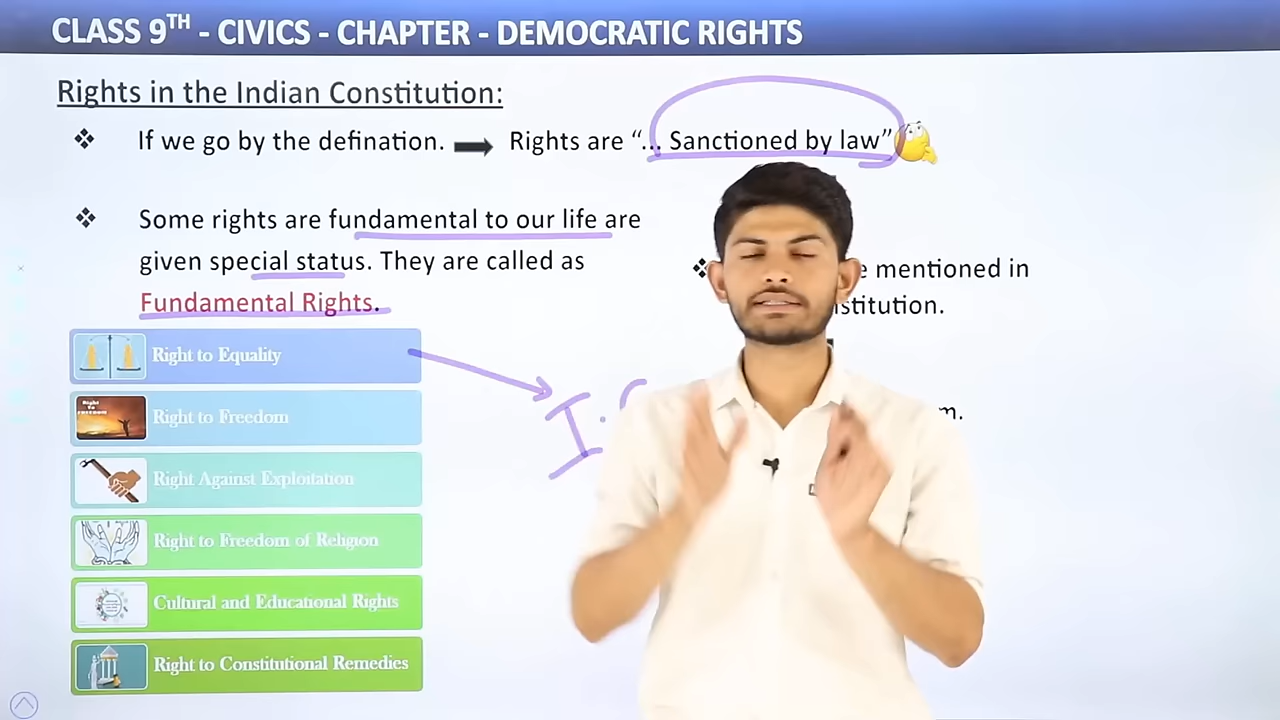 CLASS 9TH - CIVICS - CHAPTER - DEMOCRATIC RIGHTS
Rights in the Indian Constitution:
❖ If we go by the defination. ➡ Rights are “... Sanctioned by law”
❖ Some rights are fundamental to our life are
given special status. They are called as
Fundamental Rights.
❖ mentioned in
Right to Equality
Right to Freedom
Right Against Exploitation
Right to Freedom of Religion
Cultural and Educational Rights
Right to Constitutional Remedies
I.